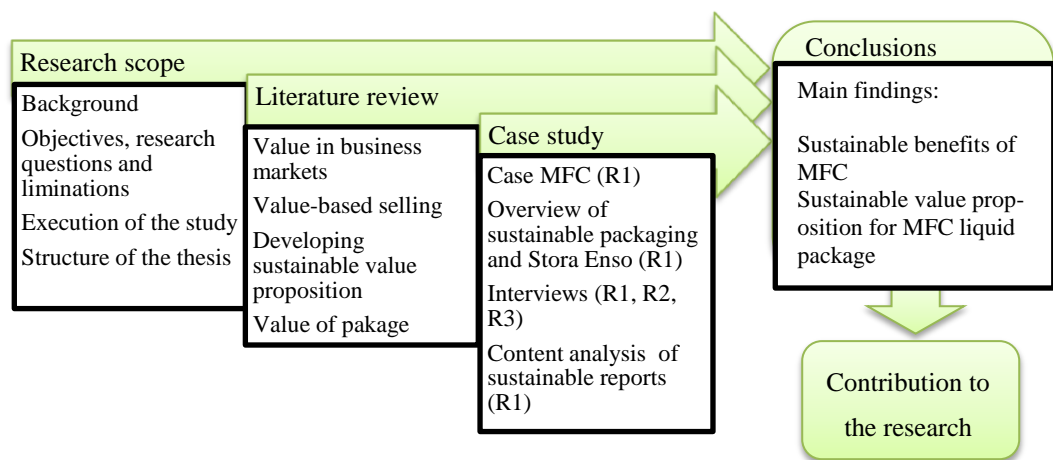 Research scope
Background
Objectives, research
questions and
liminations
Execution of the study
Structure of the thesis
Literature review
Value in business
markets
Value-based selling
Developing
sustainable value
proposition
Value of pakage
Case study
Case MFC (R1)
Overview of
sustainable packaging
and Stora Enso (R1)
Interviews (R1, R2,
R3)
Content analysis of
sustainable reports
(R1)
Conclusions
Main findings:
Sustainable benefits of
MFC
Sustainable value prop-
osition for MFC liquid
package
Contribution to
the research